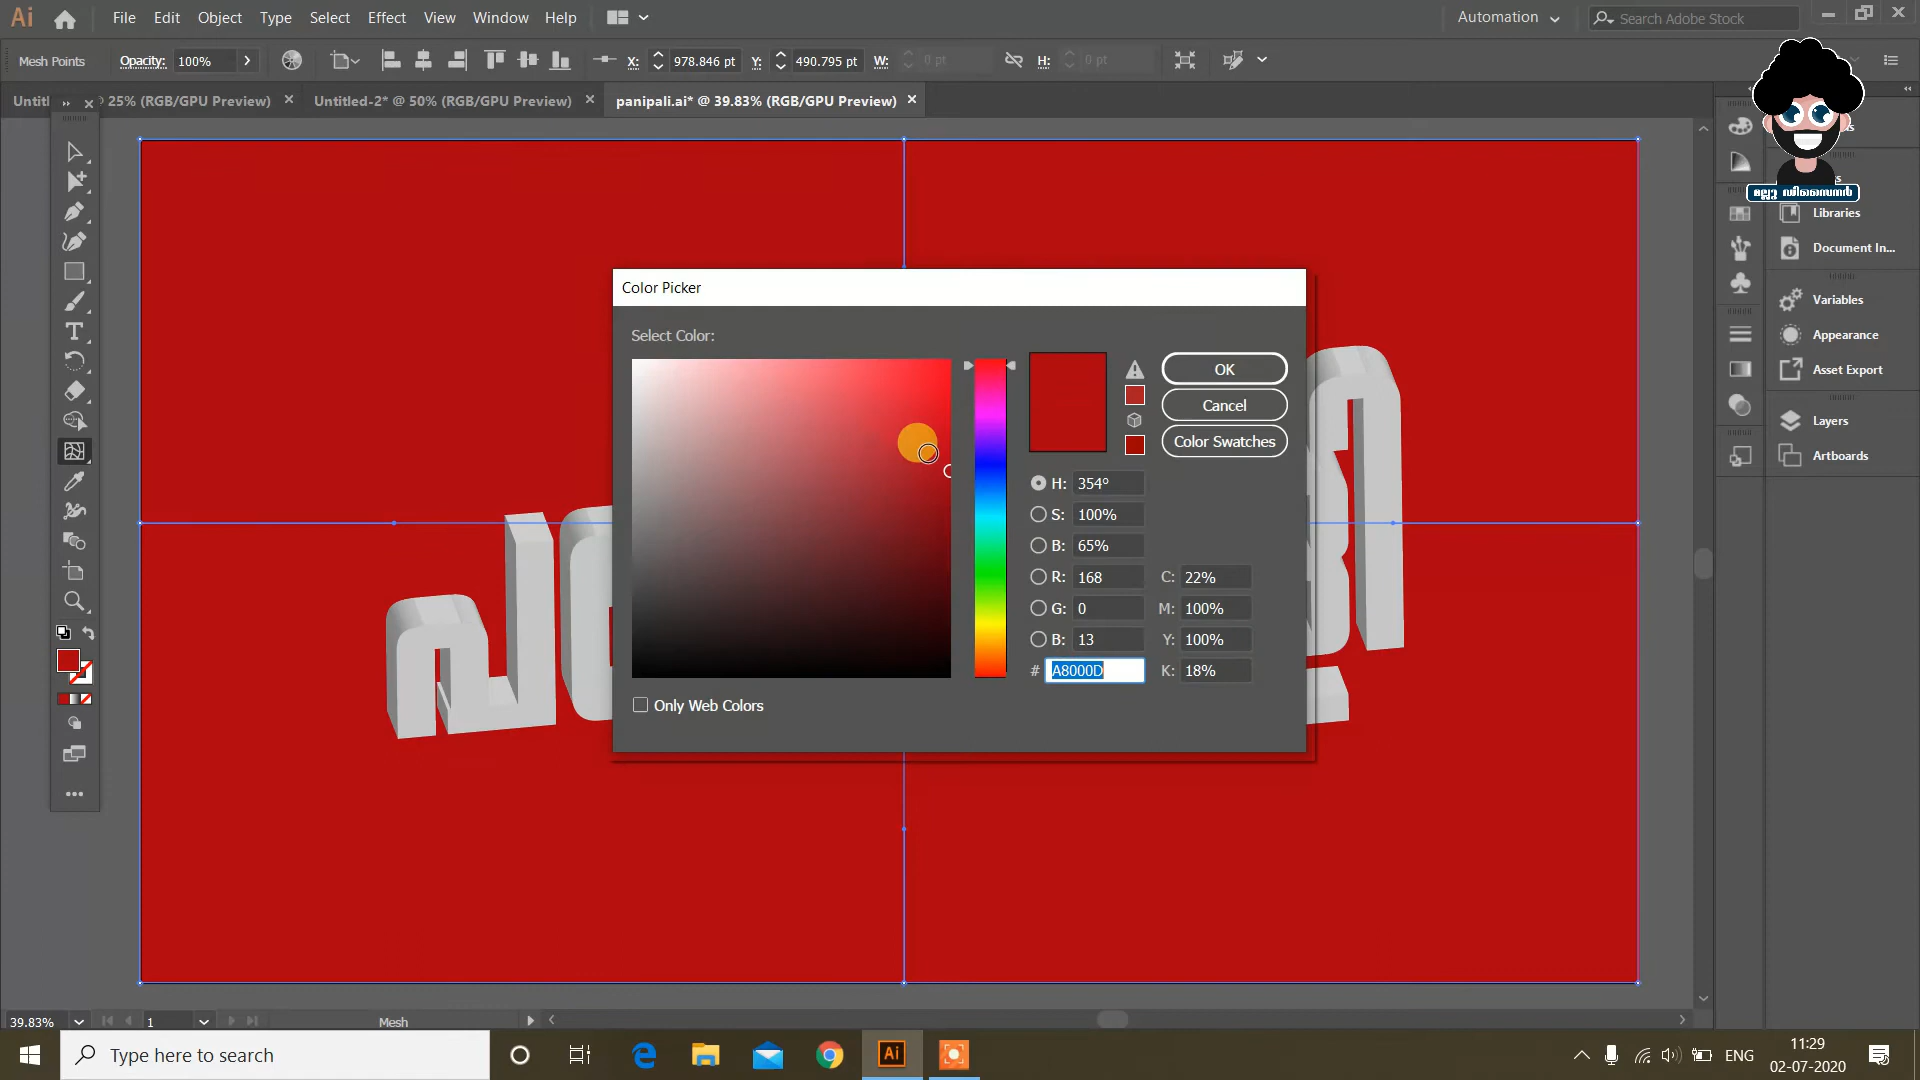 Ai File Edit Object Type Select Effect View Window Help Automation Search Adobe Stock
Mesh Points Opacity: 100% X: 978.846 pt Y: 490.795 pt W: 0 pt H: 0 pt
25% (RGB/GPU Preview) Untitled-2* @ 50% (RGB/GPU Preview) panipali.ai* @ 39.83% (RGB/GPU Preview)
മല്ലു ഡിസൈനർ
Libraries
Document In...
Variables
Appearance
Asset Export
Layers
Artboards
Color Picker
Select Color:
OK
Cancel
Color Swatches
H: 354°
S: 100%
B: 65%
R: 168 C: 22%
G: 0 M: 100%
B: 13 Y: 100%
# A8000D K: 18%
Only Web Colors
39.83% 1 Mesh
Type here to search
Ai
ENG
11:29
02-07-2020